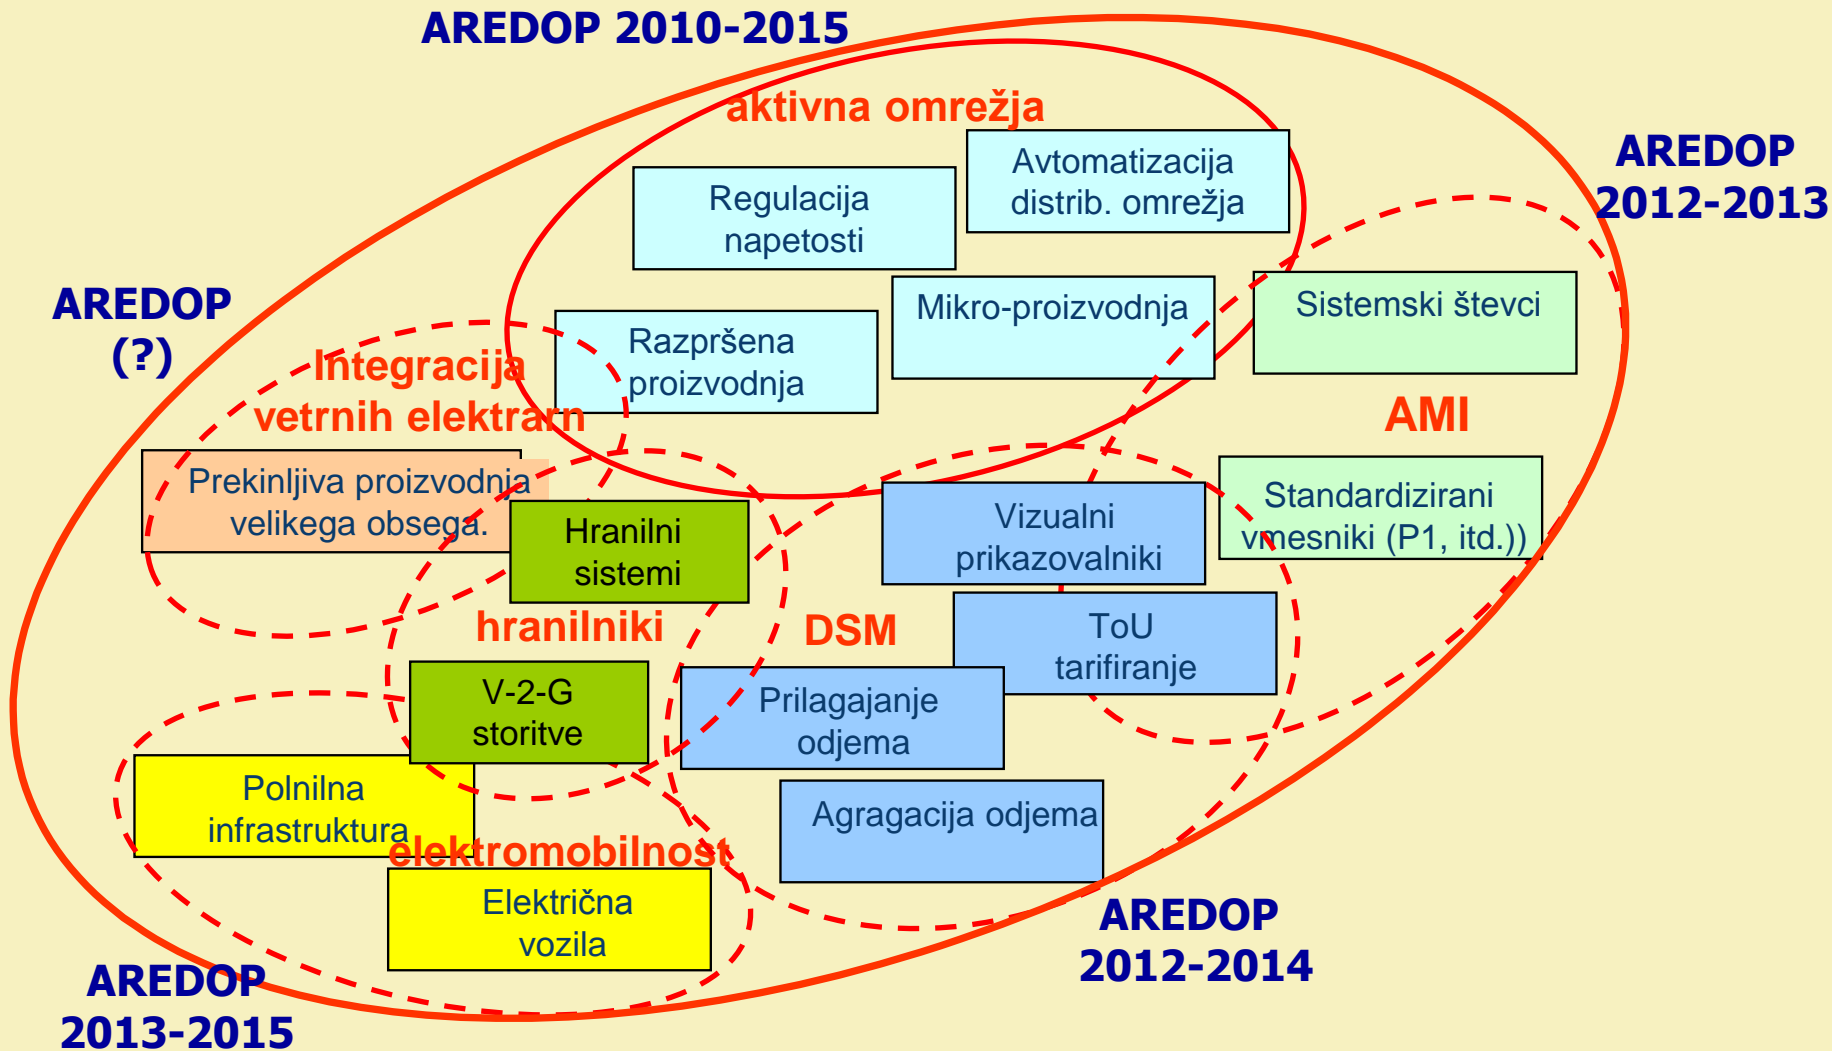 AREDOP 2010-2015
aktivna omrežja
Avtomatizacija
distrib. omrežja
AREDOP
2012-2013
Regulacija
napetosti
Mikro-proizvodnja
Sistemski števci
AREDOP
(?)
Razpršena
proizvodnja
Integracija
vetrnih elektrarn
AMI
Prekinljiva proizvodnja
velikega obsega.
Hranilni
sistemi
Vizualni
prikazovalniki
Standardizirani
vmesniki (P1, itd.))
hranilniki
DSM
ToU
tarifiranje
V-2-G
storitve
Prilagajanje
odjema
Polnilna
infrastruktura
Agragacija odjema
elektromobilnost
Električna
vozila
AREDOP
2012-2014
AREDOP
2013-2015